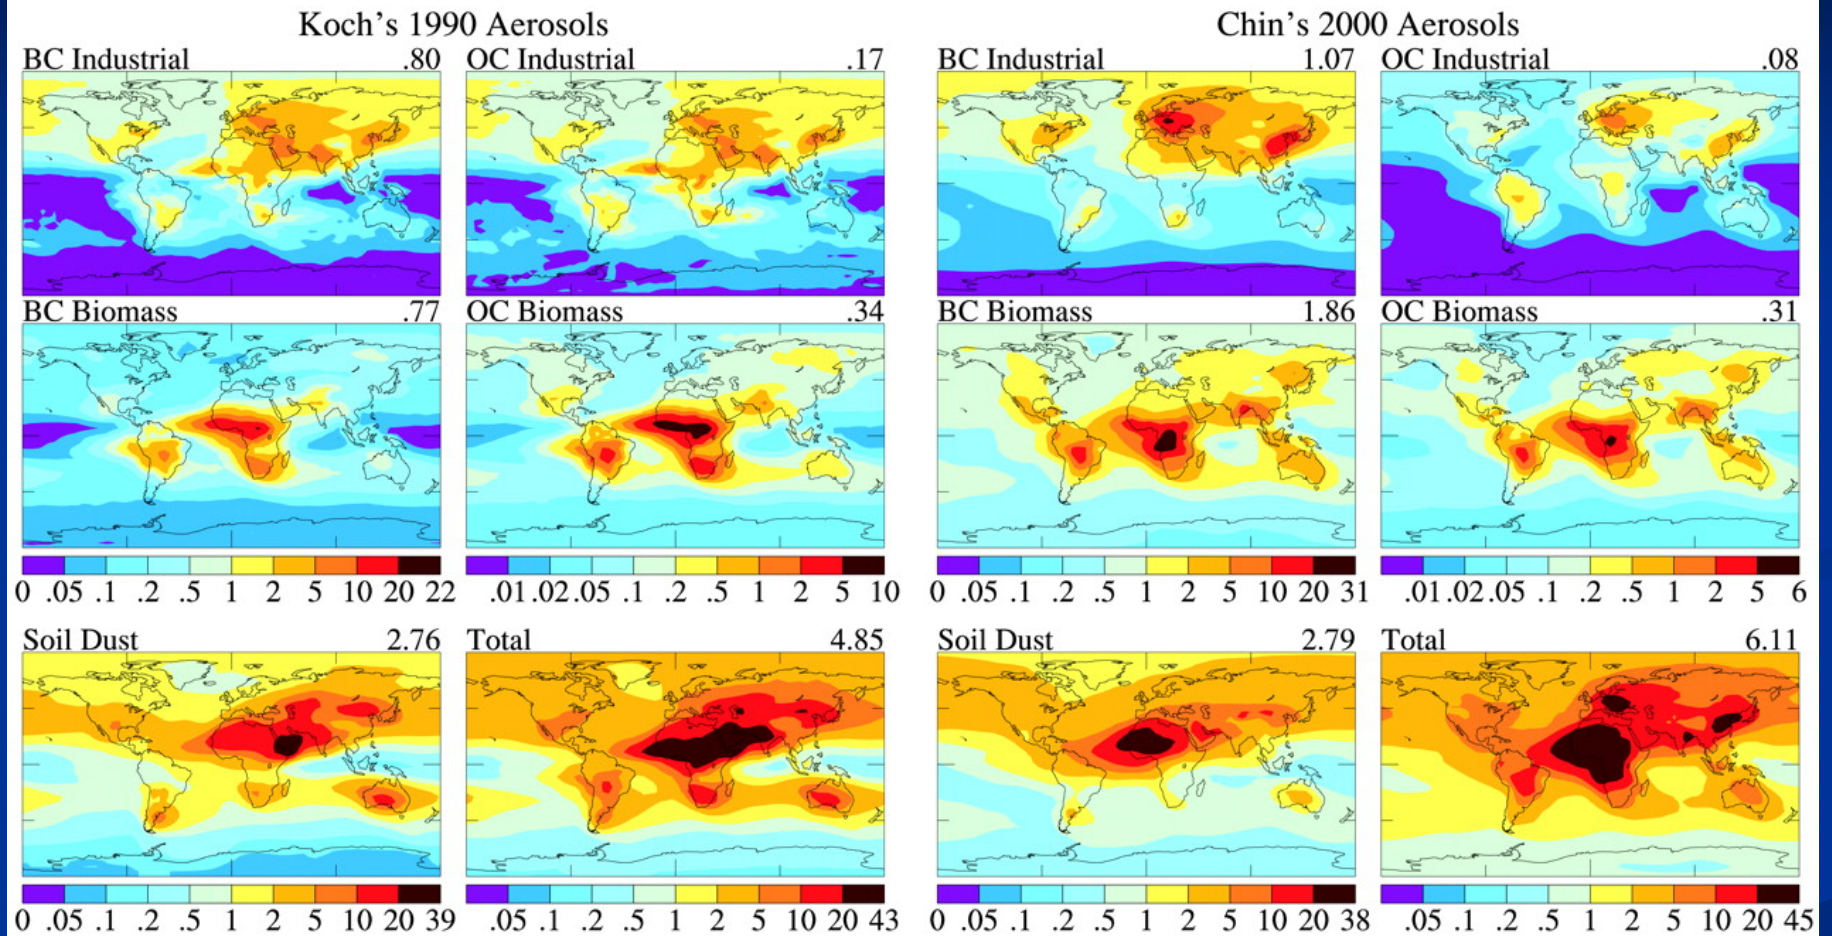 Koch's 1990 Aerosols
Chin's 2000 Aerosols
BC Industrial .80
OC Industrial .17
BC Industrial 1.07
OC Industrial .08
BC Biomass .77
OC Biomass .34
BC Biomass 1.86
OC Biomass .31
0 .05 .1 .2 .5 1 2 5 10 20 22
.01 .02 .05 .1 .2 .5 1 2 5 10
0 .05 .1 .2 .5 1 2 5 10 20 31
.01 .02 .05 .1 .2 .5 1 2 5 6
Soil Dust 2.76
Total 4.85
Soil Dust 2.79
Total 6.11
0 .05 .1 .2 .5 1 2 5 10 20 39
.05 .1 .2 .5 1 2 5 10 20 43
0 .05 .1 .2 .5 1 2 5 10 20 38
.05 .1 .2 .5 1 2 5 10 20 45